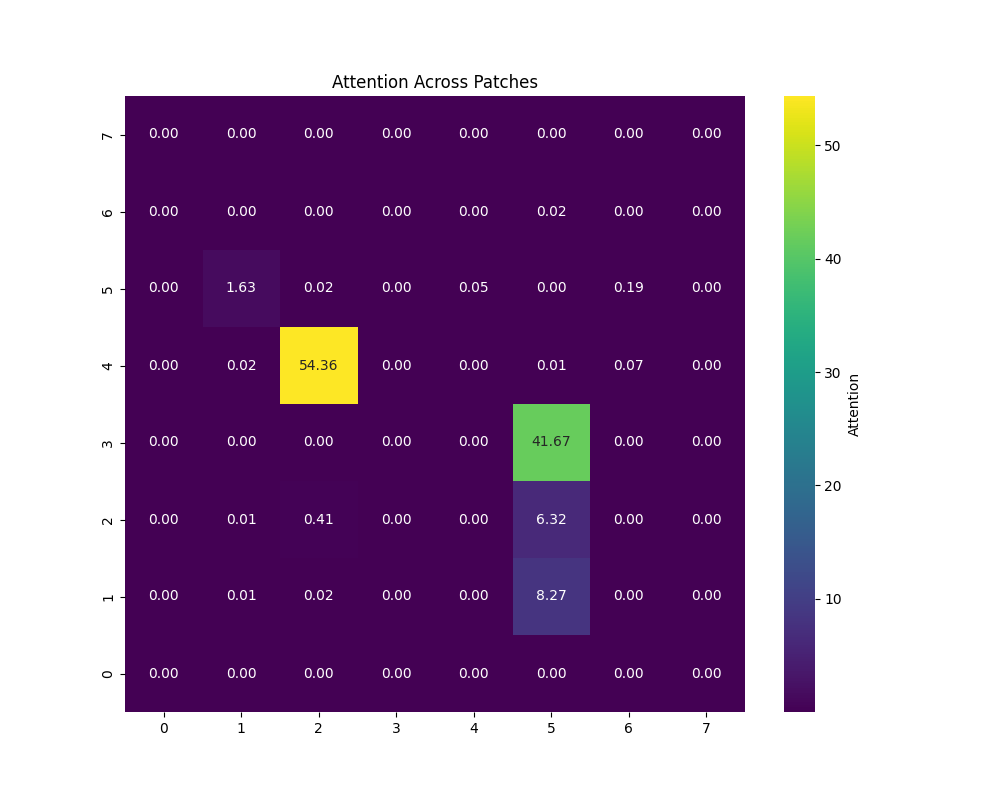 Attention Across Patches
7 0.00 0.00 0.00 0.00 0.00 0.00 0.00 0.00
6 0.00 0.00 0.00 0.00 0.00 0.02 0.00 0.00
5 0.00 1.63 0.02 0.00 0.05 0.00 0.19 0.00
4 0.00 0.02 54.36 0.00 0.00 0.01 0.07 0.00
3 0.00 0.00 0.00 0.00 0.00 41.67 0.00 0.00
2 0.00 0.01 0.41 0.00 0.00 6.32 0.00 0.00
1 0.00 0.01 0.02 0.00 0.00 8.27 0.00 0.00
0 0.00 0.00 0.00 0.00 0.00 0.00 0.00 0.00
0 1 2 3 4 5 6 7
50
40
30
20
10
Attention